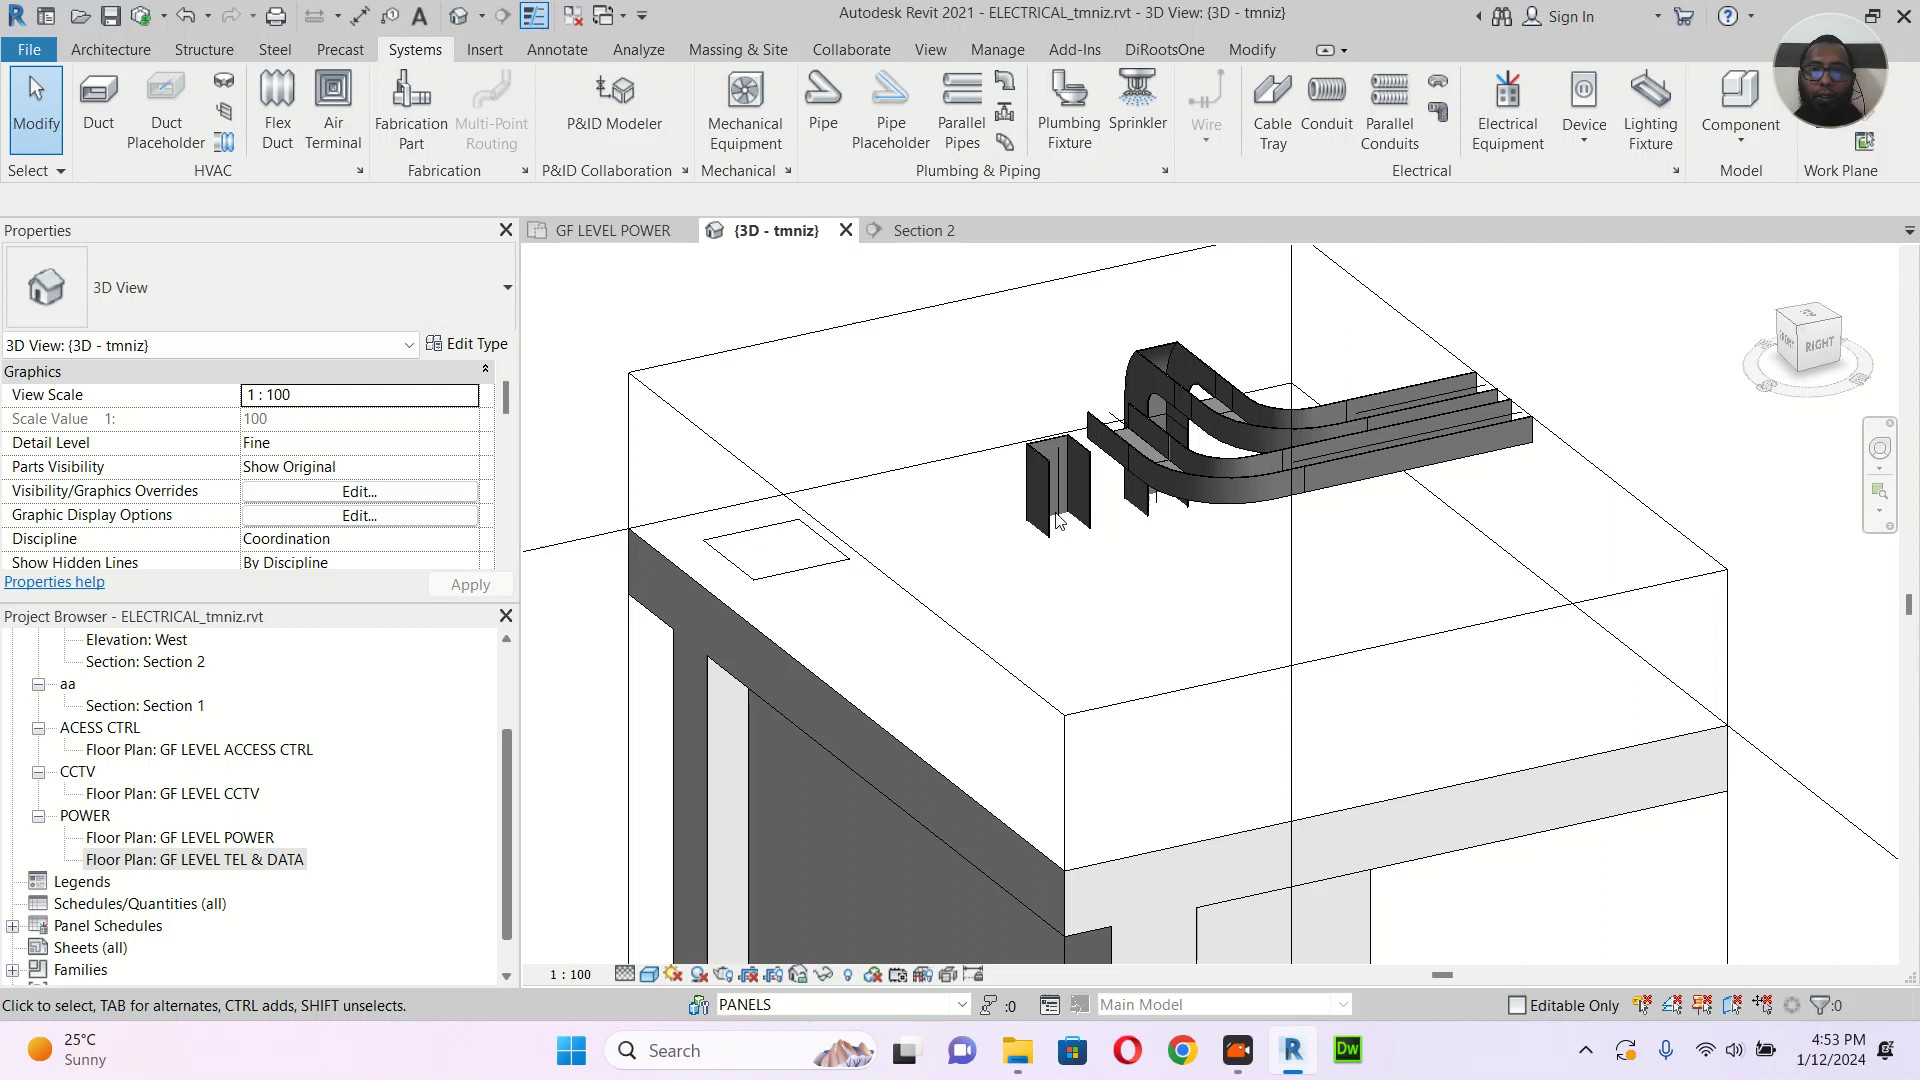 Autodesk Revit 2021 - ELECTRICAL_tmniz.rvt - 3D View: {3D - tmniz}
Sign In
File Architecture Structure Steel Precast Systems Insert Annotate Analyze Massing & Site Collaborate View Manage Add-Ins DiRootsOne Modify
Modify
Duct
Duct Placeholder
Flex Duct
Air Terminal
Fabrication Part
Multi-Point Routing
P&ID Modeler
Mechanical Equipment
Pipe
Pipe Placeholder
Parallel Pipes
Plumbing Fixture
Sprinkler
Wire
Cable Tray
Conduit
Parallel Conduits
Electrical Equipment
Device
Lighting Fixture
Component
Select HVAC Fabrication P&ID Collaboration Mechanical Plumbing & Piping Electrical Model Work Plane
Properties
GF LEVEL POWER {3D - tmniz} Section 2
3D View
3D View: {3D - tmniz} Edit Type
Graphics
View Scale 1 : 100
Scale Value 1: 100
Detail Level Fine
Parts Visibility Show Original
Visibility/Graphics Overrides Edit...
Graphic Display Options Edit...
Discipline Coordination
Show Hidden Lines By Discipline
Properties help Apply
Project Browser - ELECTRICAL_tmniz.rvt
Elevation: West
Section: Section 2
aa
Section: Section 1
ACESS CTRL
Floor Plan: GF LEVEL ACCESS CTRL
CCTV
Floor Plan: GF LEVEL CCTV
POWER
Floor Plan: GF LEVEL POWER
Floor Plan: GF LEVEL TEL & DATA
Legends
Schedules/Quantities (all)
Panel Schedules
Sheets (all)
Families
RIGHT
1 : 100
Click to select, TAB for alternates, CTRL adds, SHIFT unselects.
PANELS
:0
Main Model
Editable Only
:0
25°C
Sunny
Search
Dw
4:53 PM
1/12/2024